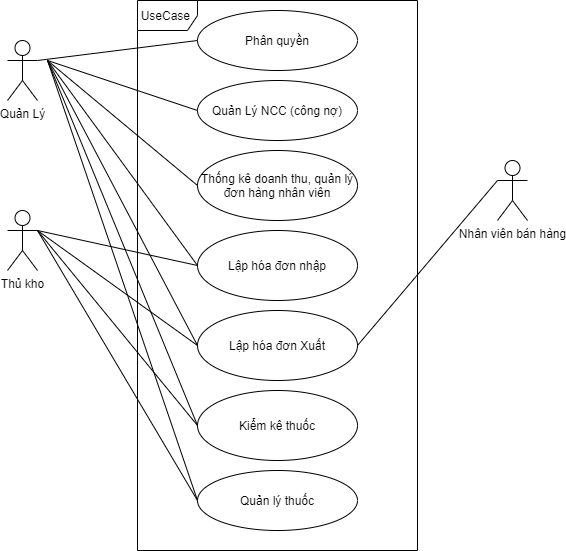 UseCase
Phân quyền
Quản Lý
Quản Lý NCC (công nợ)
Thống kê doanh thu, quản lý
đơn hàng nhân viên
Nhân viên bán hàng
Thủ kho
Lập hóa đơn nhập
Lập hóa đơn Xuất
Kiểm kê thuốc
Quản lý thuốc